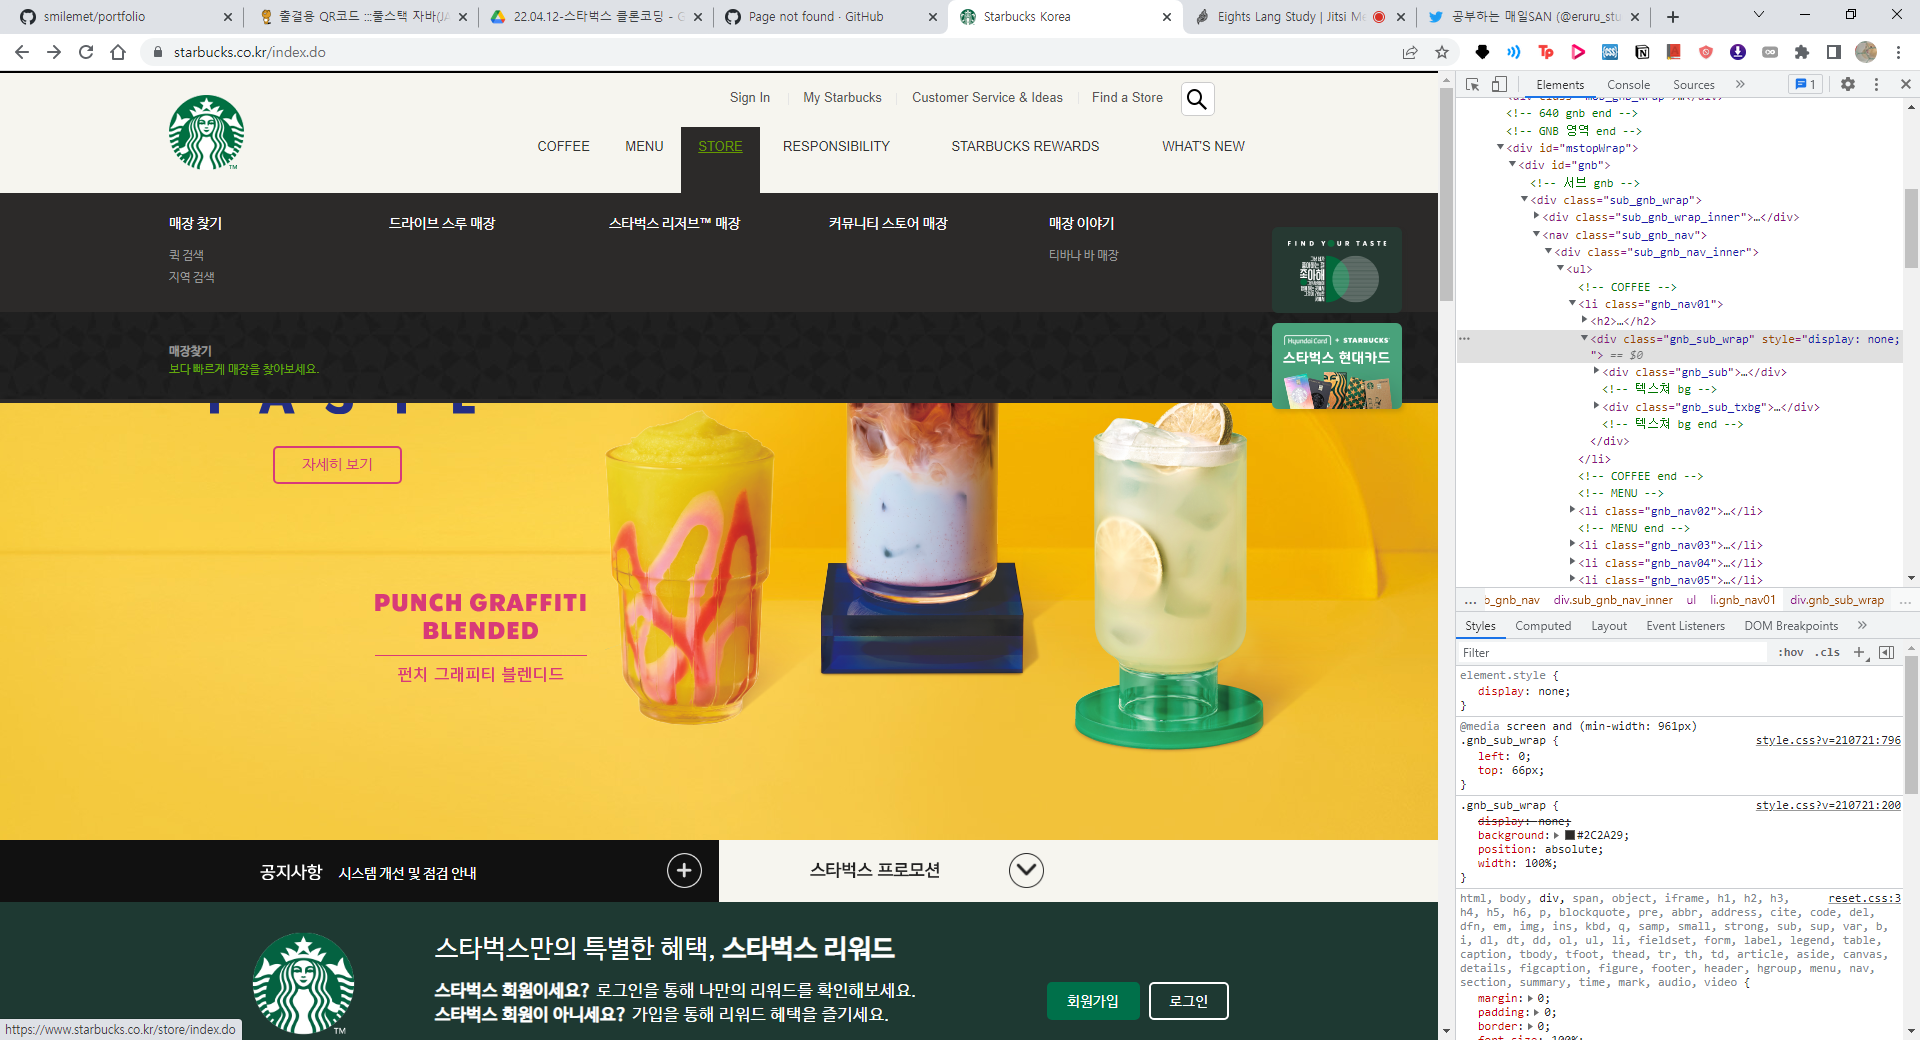 smilemet/portfolio
출결용 QR코드 :::풀스택 자바(JA
22.04.12-스타벅스 클론코딩 - G
Page not found · GitHub
Starbucks Korea
Eights Lang Study | Jitsi Me
공부하는 매일SAN (@eruru_stu
starbucks.co.kr/index.do
Sign In
My Starbucks
Customer Service & Ideas
Find a Store
COFFEE
MENU
STORE
RESPONSIBILITY
STARBUCKS REWARDS
WHAT'S NEW
매장 찾기
드라이브 스루 매장
스타벅스 리저브™ 매장
커뮤니티 스토어 매장
매장 이야기
퀵 검색
지역 검색
티바나 바 매장
FIND YOUR TASTE
좋아해
매장찾기
보다 빠르게 매장을 찾아보세요.
HyundaiCard + STARBUCKS
스타벅스 현대카드
TASTE
자세히 보기
PUNCH GRAFFITI
BLENDED
펀치 그래피티 블렌디드
공지사항
시스템 개선 및 점검 안내
스타벅스 프로모션
스타벅스만의 특별한 혜택, 스타벅스 리워드
스타벅스 회원이세요? 로그인을 통해 나만의 리워드를 확인해보세요.
스타벅스 회원이 아니세요? 가입을 통해 리워드 혜택을 즐기세요.
회원가입
로그인
TM
https://www.starbucks.co.kr/store/index.do
Elements
Console
Sources
1
<!-- 640 gnb end -->
<!-- GNB 영역 end -->
<div id="mstopWrap">
<div id="gnb">
<!-- 서브 gnb -->
<div class="sub_gnb_wrap">
<div class="sub_gnb_wrap_inner">…</div>
<nav class="sub_gnb_nav">
<div class="sub_gnb_nav_inner">
<ul>
<!-- COFFEE -->
<li class="gnb_nav01">
<h2>…</h2>
<div class="gnb_sub_wrap" style="display: none;
"> == $0
<div class="gnb_sub">…</div>
<!-- 텍스쳐 bg -->
<div class="gnb_sub_txbg">…</div>
<!-- 텍스쳐 bg end -->
</div>
</li>
<!-- COFFEE end -->
<!-- MENU -->
<li class="gnb_nav02">…</li>
<!-- MENU end -->
<li class="gnb_nav03">…</li>
<li class="gnb_nav04">…</li>
<li class="gnb_nav05">…</li>
… b_gnb_nav div.sub_gnb_nav_inner ul li.gnb_nav01 div.gnb_sub_wrap …
Styles
Computed
Layout
Event Listeners
DOM Breakpoints
Filter
:hov .cls
element.style {
display: none;
}
@media screen and (min-width: 961px)
.gnb_sub_wrap {
style.css?v=210721:796
left: 0;
top: 66px;
}
.gnb_sub_wrap {
style.css?v=210721:200
display: none;
background: #2C2A29;
position: absolute;
width: 100%;
}
html, body, div, span, object, iframe, h1, h2, h3,
reset.css:3
h4, h5, h6, p, blockquote, pre, abbr, address, cite, code, del,
dfn, em, img, ins, kbd, q, samp, small, strong, sub, sup, var, b,
i, dl, dt, dd, ol, ul, li, fieldset, form, label, legend, table,
caption, tbody, tfoot, thead, tr, th, td, article, aside, canvas,
details, figcaption, figure, footer, header, hgroup, menu, nav,
section, summary, time, mark, audio, video {
margin: 0;
padding: 0;
border: 0;
font-size: 100%;